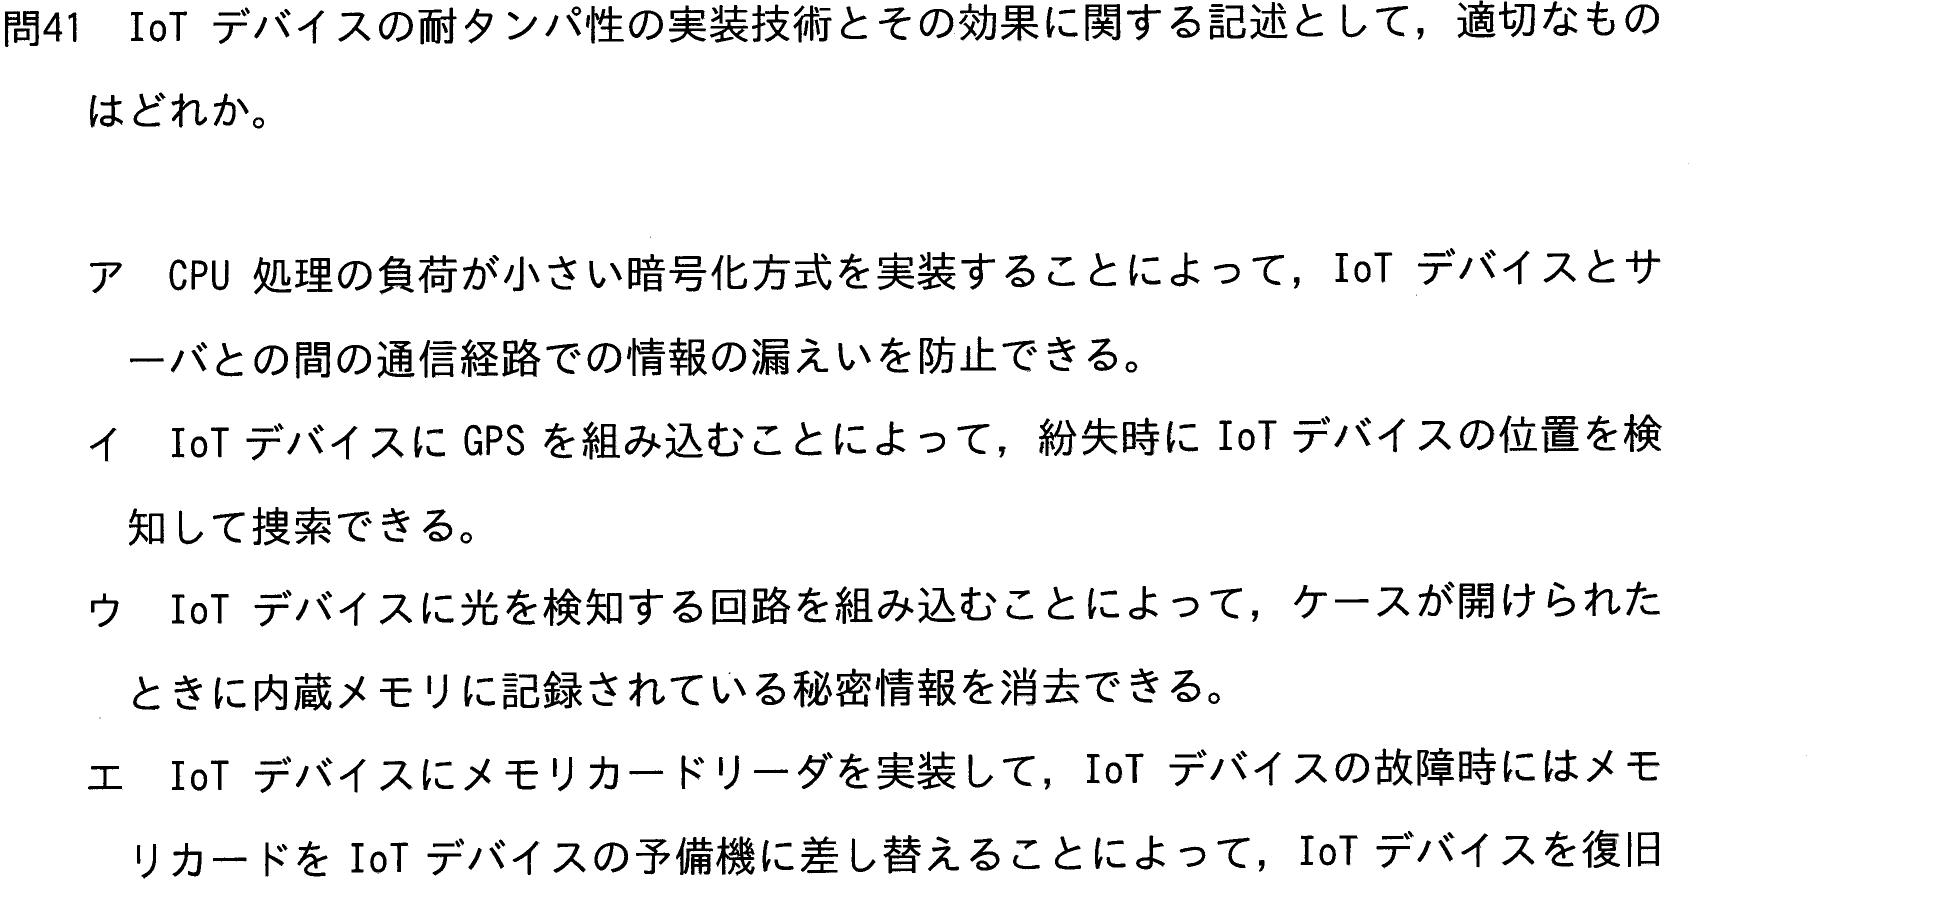 問41 IoT デバイスの耐タンパ性の実装技術とその効果に関する記述として，適切なもの
はどれか。
ア CPU 処理の負荷が小さい暗号化方式を実装することによって，IoT デバイスとサ
ーバとの間の通信経路での情報の漏えいを防止できる。
イ IoT デバイスに GPS を組み込むことによって，紛失時に IoT デバイスの位置を検
知して捜索できる。
ウ IoT デバイスに光を検知する回路を組み込むことによって，ケースが開けられた
ときに内蔵メモリに記録されている秘密情報を消去できる。
エ IoT デバイスにメモリカードリーダを実装して，IoT デバイスの故障時にはメモ
リカードを IoT デバイスの予備機に差し替えることによって，IoT デバイスを復旧